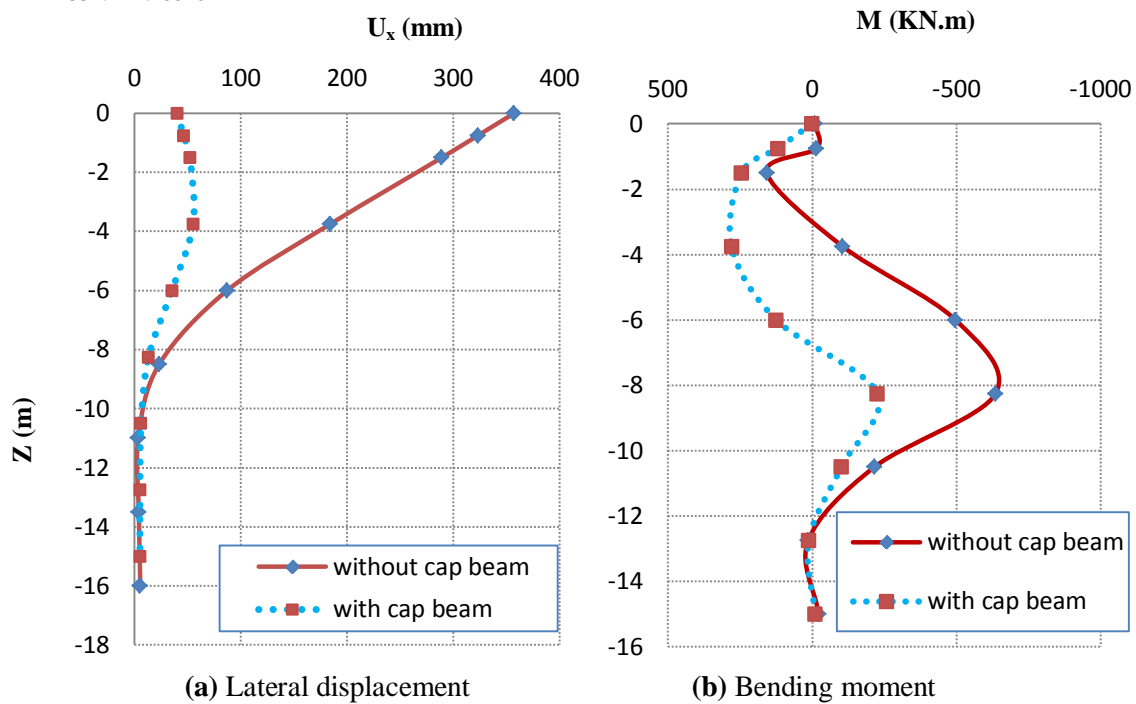 U_x (mm)
0 100 200 300 400
0
-2
-4
-6
-8
-10
-12
-14
-16
-18
Z (m)
without cap beam
with cap beam
(a) Lateral displacement
M (KN.m)
500 0 -500 -1000
0
-2
-4
-6
-8
-10
-12
-14
-16
without cap beam
with cap beam
(b) Bending moment